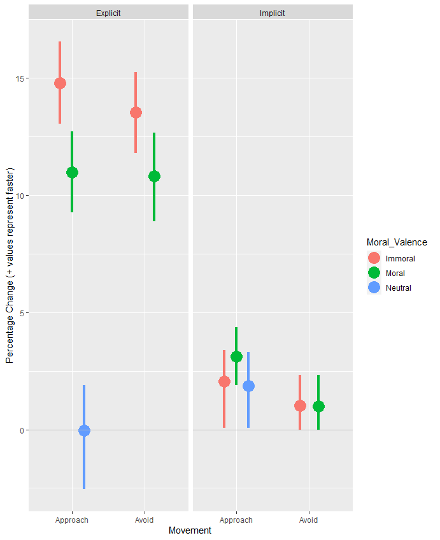 Explicit
Implicit
Percentage Change (+ values represent faster)
15
10
5
0
Approach
Avoid
Approach
Avoid
Movement
Moral_Valence
Immoral
Moral
Neutral